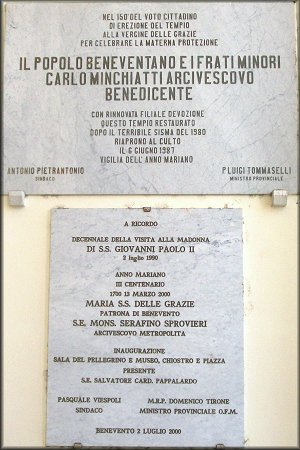 NEL 150° DEL VOTO CITTADINO
DI EREZIONE DEL TEMPIO
ALLA VERGINE DELLE GRAZIE
PER CELEBRARE LA MATERNA PROTEZIONE
IL POPOLO BENEVENTANO E I FRATI MINORI
CARLO MINCHIATTI ARCIVESCOVO
BENEDICENTE
CON RINNOVATA FILIALE DEVOZIONE
QUESTO TEMPIO RESTAURATO
DOPO IL TERRIBILE SISMA DEL 1980
RIAPRONO AL CULTO
IL 6 GIUGNO 1987
VIGILIA DELL'ANNO MARIANO
ANTONIO PIETRANTONIO
SINDACO
P. LUIGI TOMMASELLI
MINISTRO PROVINCIALE
A RICORDO
DECENNALE DELLA VISITA ALLA MADONNA
DI S.S. GIOVANNI PAOLO II
2 luglio 1990
ANNO MARIANO
III CENTENARIO
1700 15 MARZO 2000
MARIA SS. DELLE GRAZIE
PATRONA DI BENEVENTO
S.E. MONS. SERAFINO SPROVIERI
ARCIVESCOVO METROPOLITA
INAUGURAZIONE
SALA DEL PELLEGRINO E MUSEO, CHIOSTRO E PIAZZA
PRESENTE
S.E. SALVATORE CARD. PAPPALARDO
PASQUALE VIESPOLI
SINDACO
M.R.P. DOMENICO TIRONE
MINISTRO PROVINCIALE O.F.M.
BENEVENTO 2 LUGLIO 2000